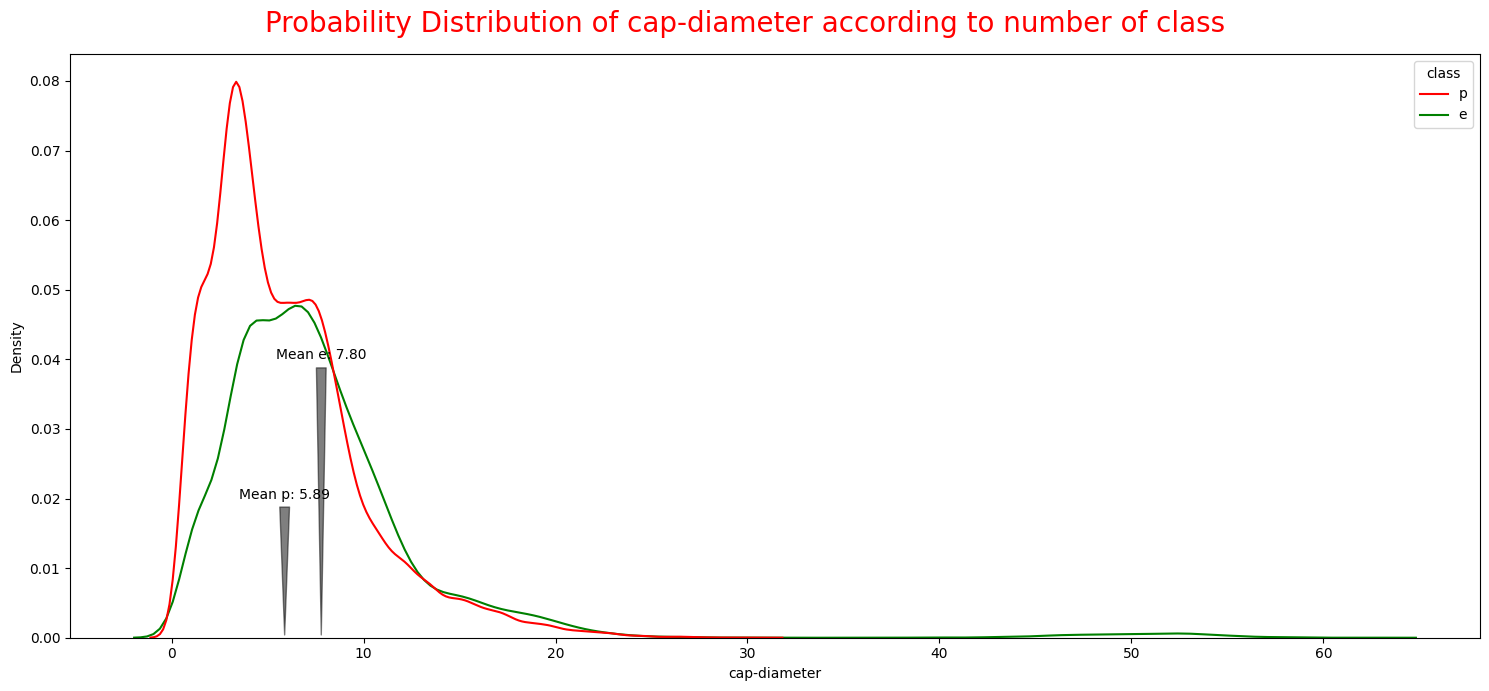 Probability Distribution of cap-diameter according to number of class
class
p
e
0.08
0.07
0.06
0.05
0.04
0.03
0.02
0.01
0.00
Density
Mean e: 7.80
Mean p: 5.89
0
10
20
30
40
50
60
cap-diameter